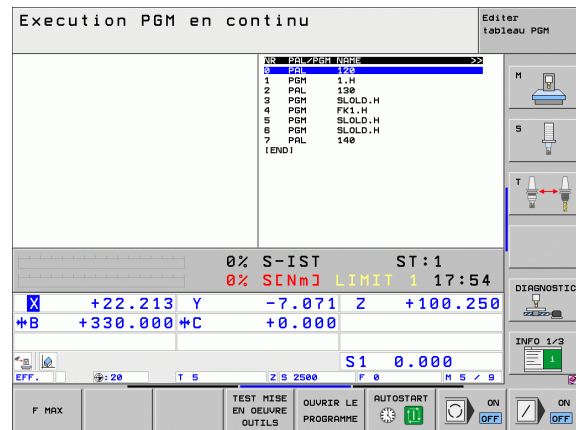 Execution PGM en continu
Editer
tableau PGM
NR PAL/PGM NAME >>
0 PAL 120
1 PGM 1.H
2 PAL 130
3 PGM SLOLD.H
4 PGM FK1.H
5 PGM SLOLD.H
6 PGM SLOLD.H
7 PAL 140
[END]
M
S
T
0% S-IST ST:1
0% S[Nm] LIMIT 1 17:54
X +22.213 Y -7.071 Z +100.250
B +330.000 C +0.000
S1 0.000
EFF. :20 T 5 Z S 2500 F 0 M 5 / 9
DIAGNOSTIC
INFO 1/3
i
F MAX
TEST MISE
EN OEUVRE
OUTILS
OUVRIR LE
PROGRAMME
AUTOSTART
ON
OFF
ON
OFF